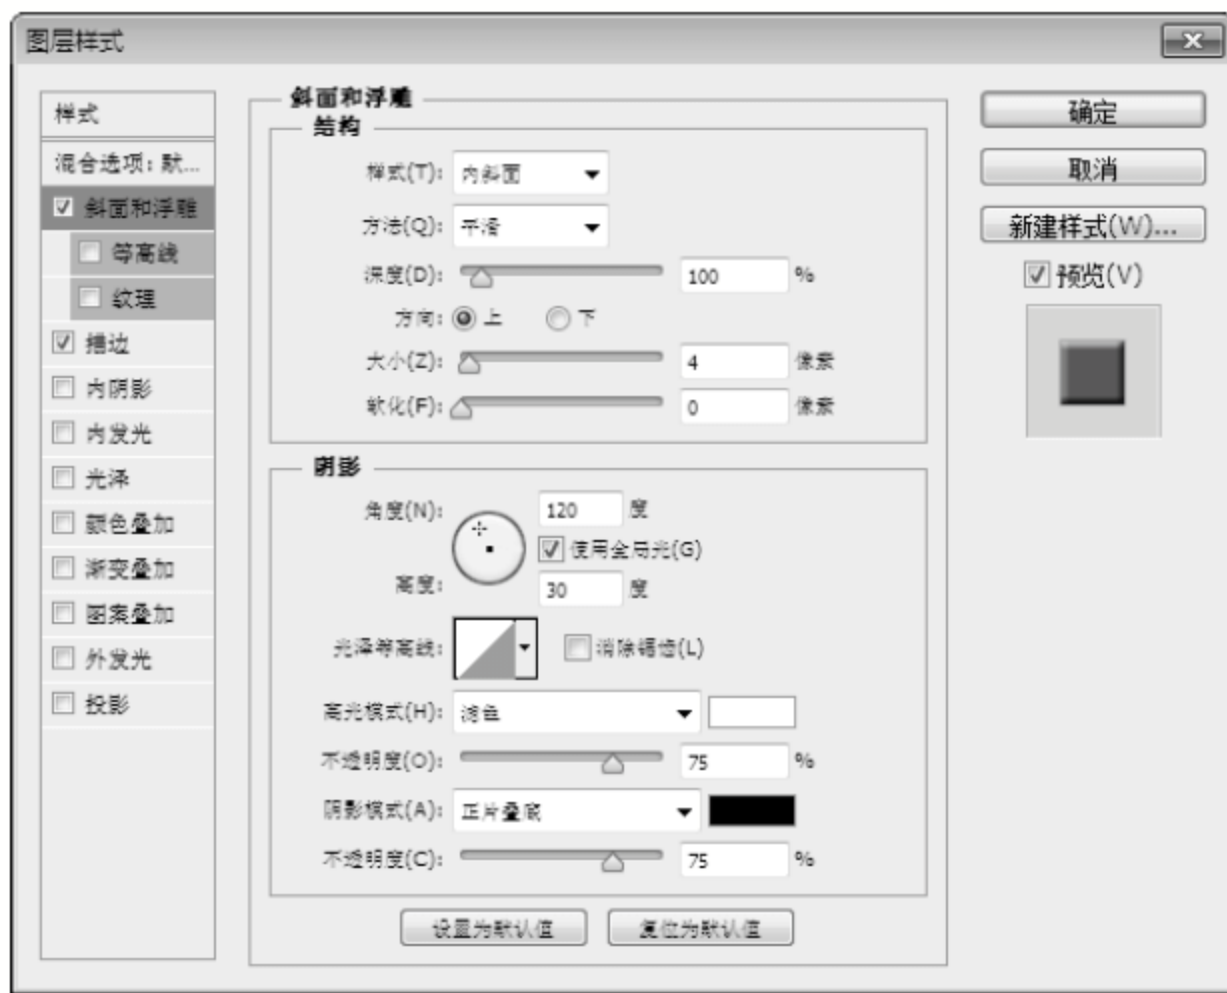 图层样式
样式
混合选项:默...
斜面和浮雕
等高线
纹理
描边
内阴影
内发光
光泽
颜色叠加
渐变叠加
图案叠加
外发光
投影
斜面和浮雕
结构
样式(T): 内斜面
方法(Q): 平滑
深度(D): 100 %
方向: 上 下
大小(Z): 4 像素
软化(F): 0 像素
阴影
角度(N): 120 度
使用全局光(G)
高度: 30 度
光泽等高线: 消除锯齿(L)
高光模式(H): 滤色
不透明度(O): 75 %
阴影模式(A): 正片叠底
不透明度(C): 75 %
设置为默认值 复位为默认值
确定
取消
新建样式(W)...
预览(V)